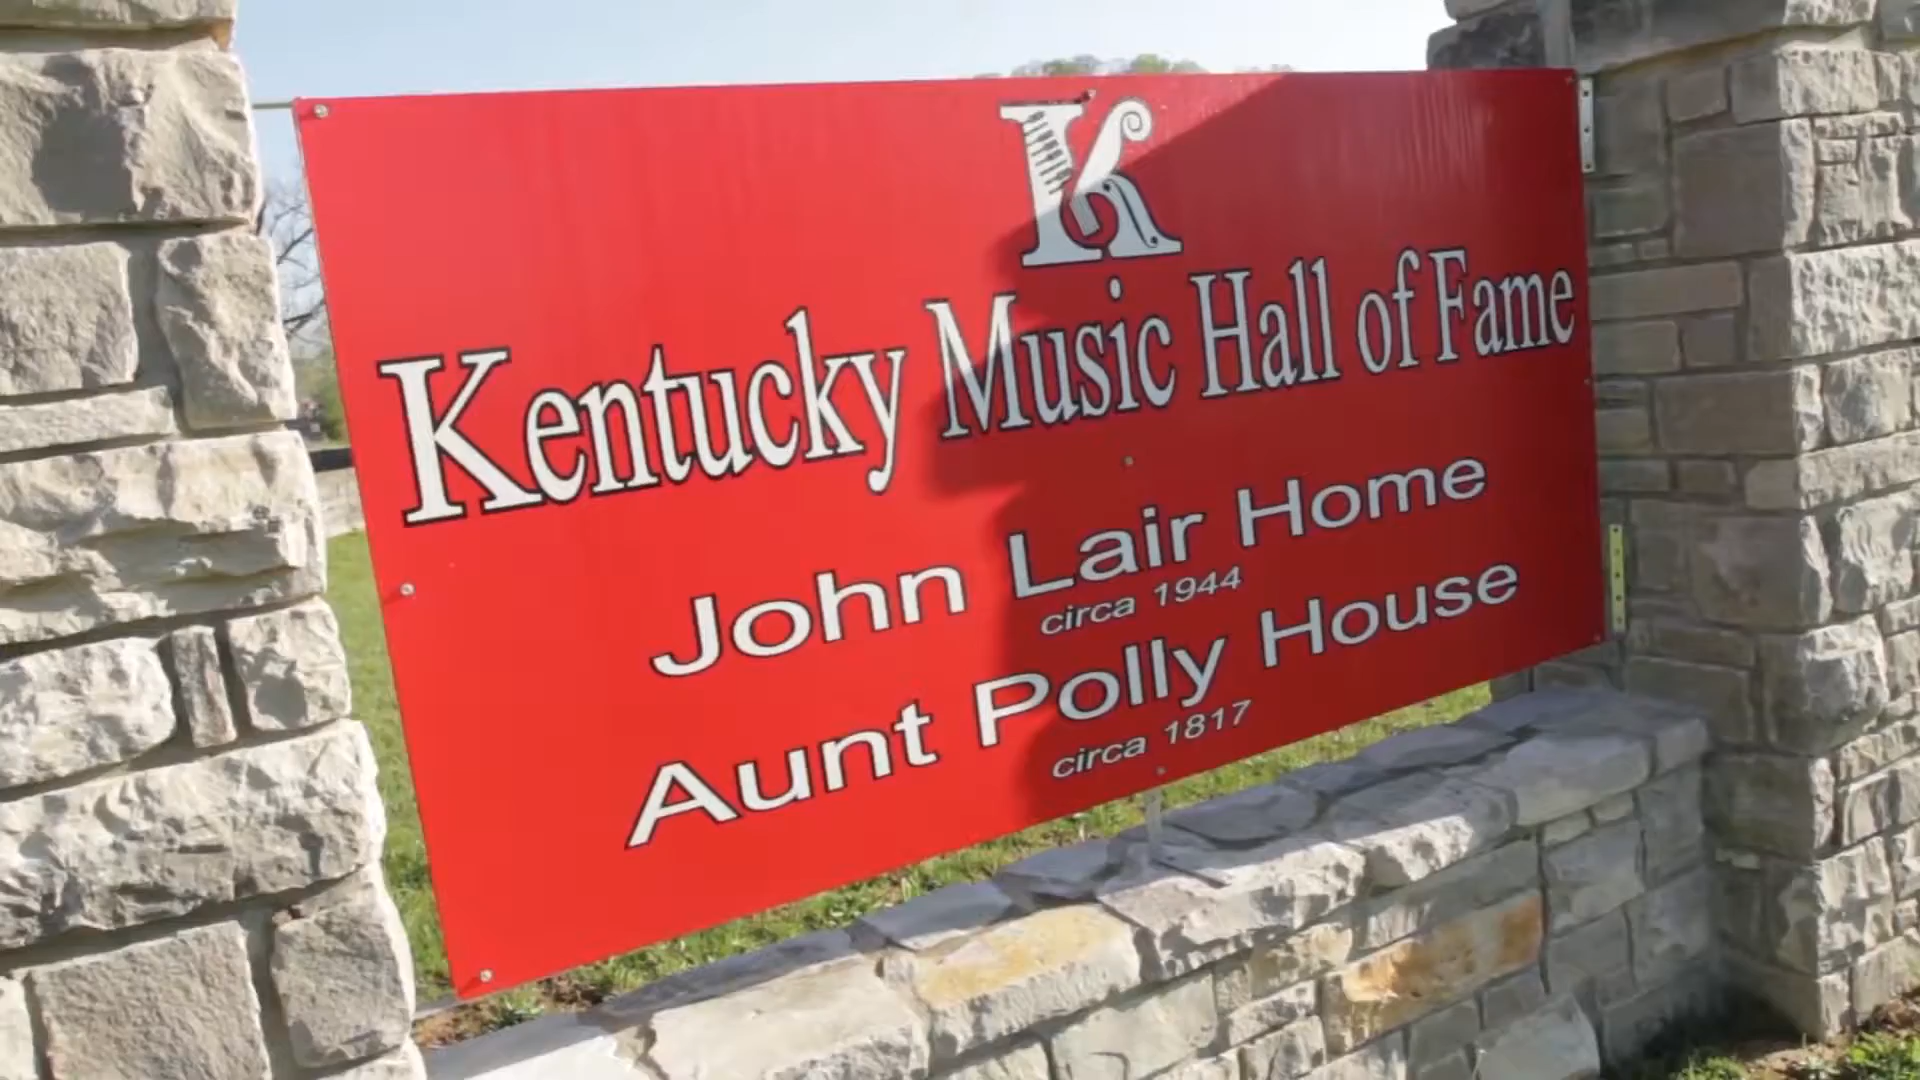 K
Kentucky Music Hall of Fame
John Lair Home
circa 1944
Aunt Polly House
circa 1817